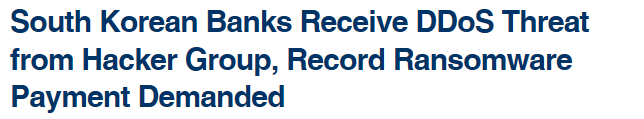 South Korean Banks Receive DDoS Threat
from Hacker Group, Record Ransomware
Payment Demanded